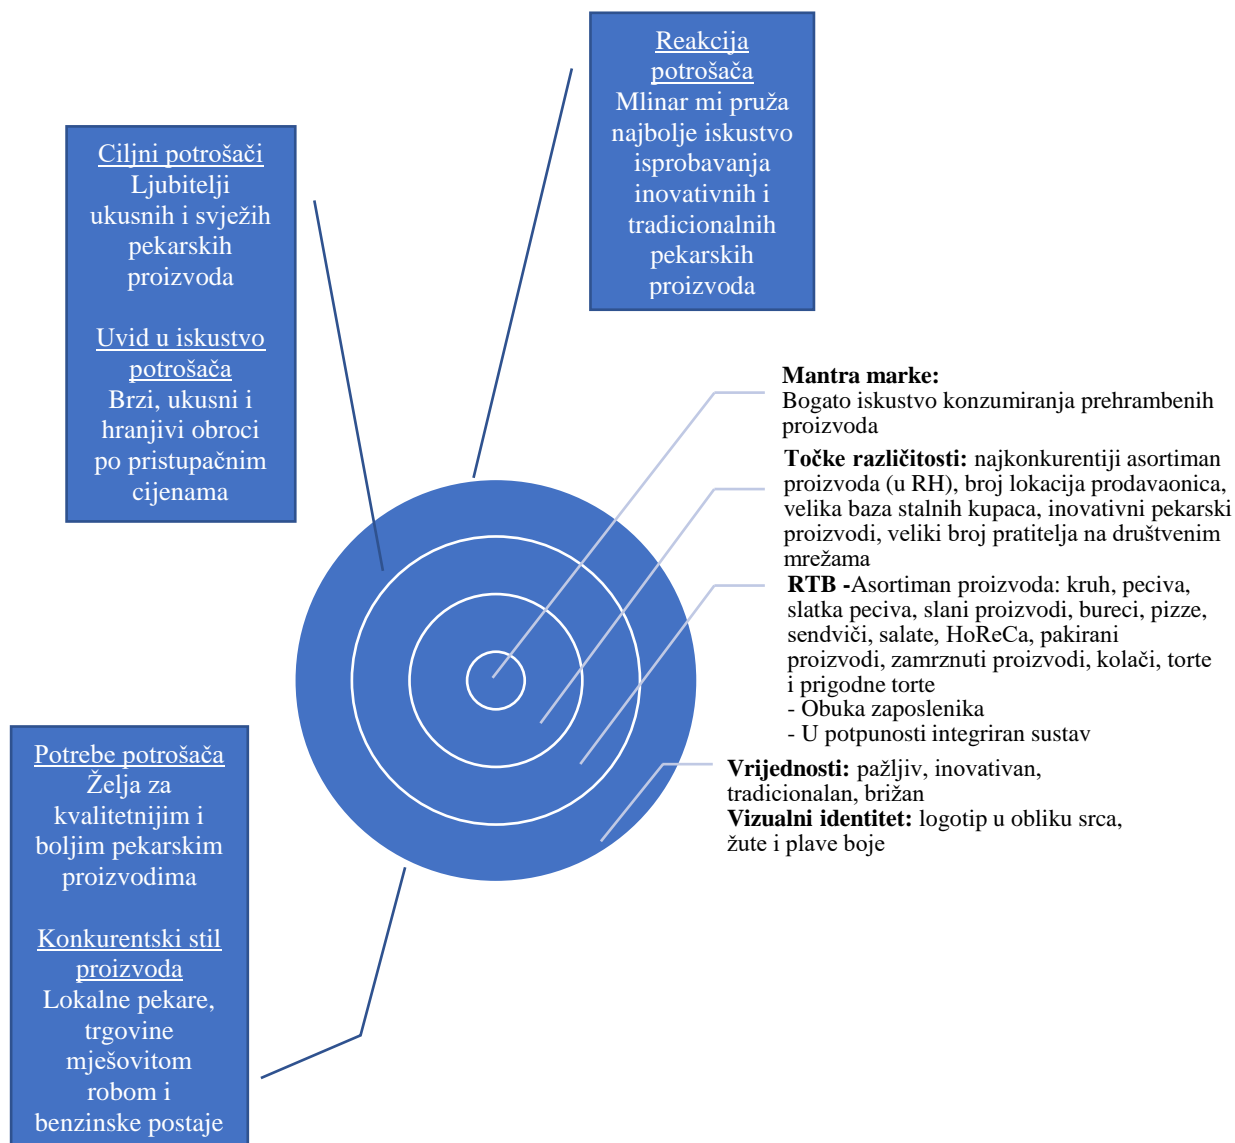 Reakcija
potrošača
Mlinar mi pruža
najbolje iskustvo
isprobavanja
inovativnih i
tradicionalnih
pekarskih
proizvoda
Ciljni potrošači
Ljubitelji
ukusnih i svježih
pekarskih
proizvoda
Uvid u iskustvo
potrošača
Brzi, ukusni i
hranjivi obroci
po pristupačnim
cijenama
Mantra marke:
Bogato iskustvo konzumiranja prehrambenih
proizvoda
Točke različitosti: najkonkurentiji asortiman
proizvoda (u RH), broj lokacija prodavaonica,
velika baza stalnih kupaca, inovativni pekarski
proizvodi, veliki broj pratitelja na društvenim
mrežama
RTB -Asortiman proizvoda: kruh, peciva,
slatka peciva, slani proizvodi, bureci, pizze,
sendviči, salate, HoReCa, pakirani
proizvodi, zamrznuti proizvodi, kolači, torte
i prigodne torte
- Obuka zaposlenika
- U potpunosti integriran sustav
Vrijednosti: pažljiv, inovativan,
tradicionalan, brižan
Vizualni identitet: logotip u obliku srca,
žute i plave boje
Potrebe potrošača
Želja za
kvalitetnijim i
boljim pekarskim
proizvodima
Konkurentski stil
proizvoda
Lokalne pekare,
trgovine
mješovitom
robom i
benzinske postaje